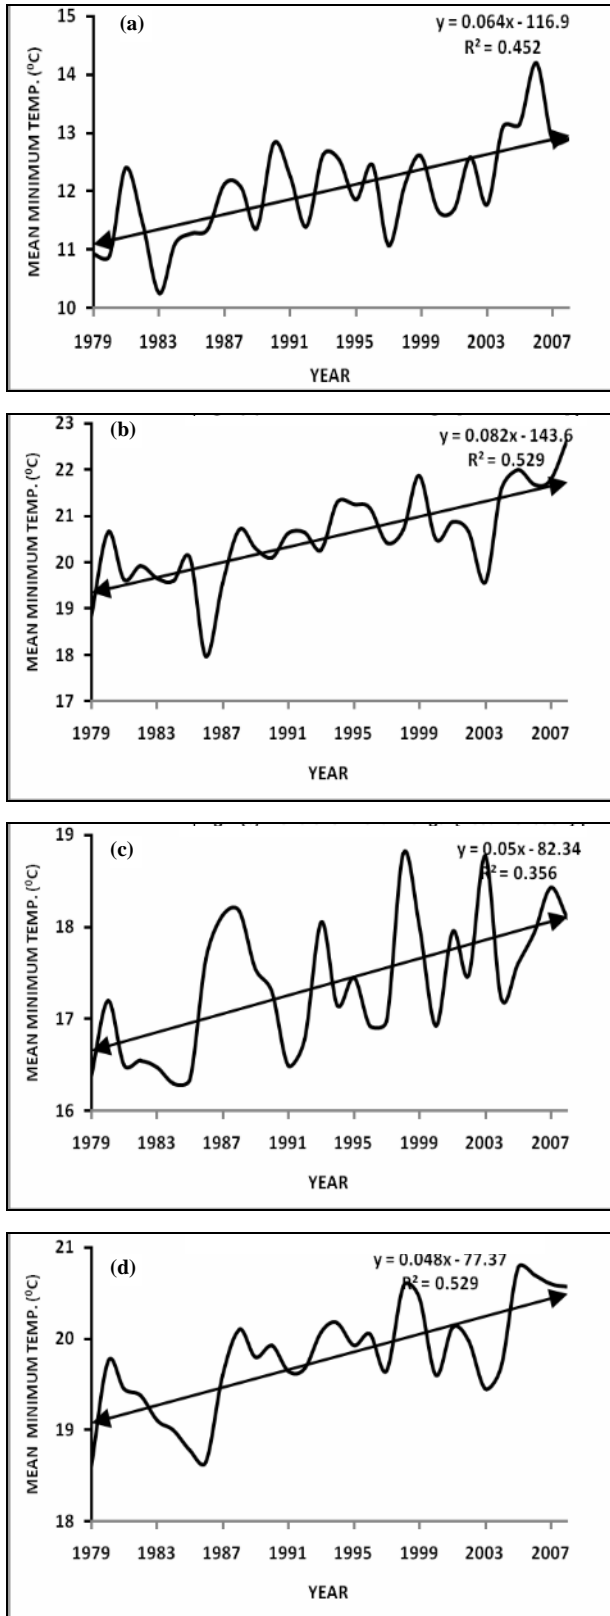 (a)
y = 0.064x - 116.9
R² = 0.452
MEAN MINIMUM TEMP. (⁰C)
15
14
13
12
11
10
1979 1983 1987 1991 1995 1999 2003 2007
YEAR
(b)
y = 0.082x - 143.6
R² = 0.529
MEAN MINIMUM TEMP. (⁰C)
23
22
21
20
19
18
17
1979 1983 1987 1991 1995 1999 2003 2007
YEAR
(c)
y = 0.05x - 82.34
R² = 0.356
MEAN MINIMUM TEMP. (⁰C)
19
18
17
16
1979 1983 1987 1991 1995 1999 2003 2007
YEAR
(d)
y = 0.048x - 77.37
R² = 0.529
MEAN MINIMUM TEMP. (⁰C)
21
20
19
18
1979 1983 1987 1991 1995 1999 2003 2007
YEAR